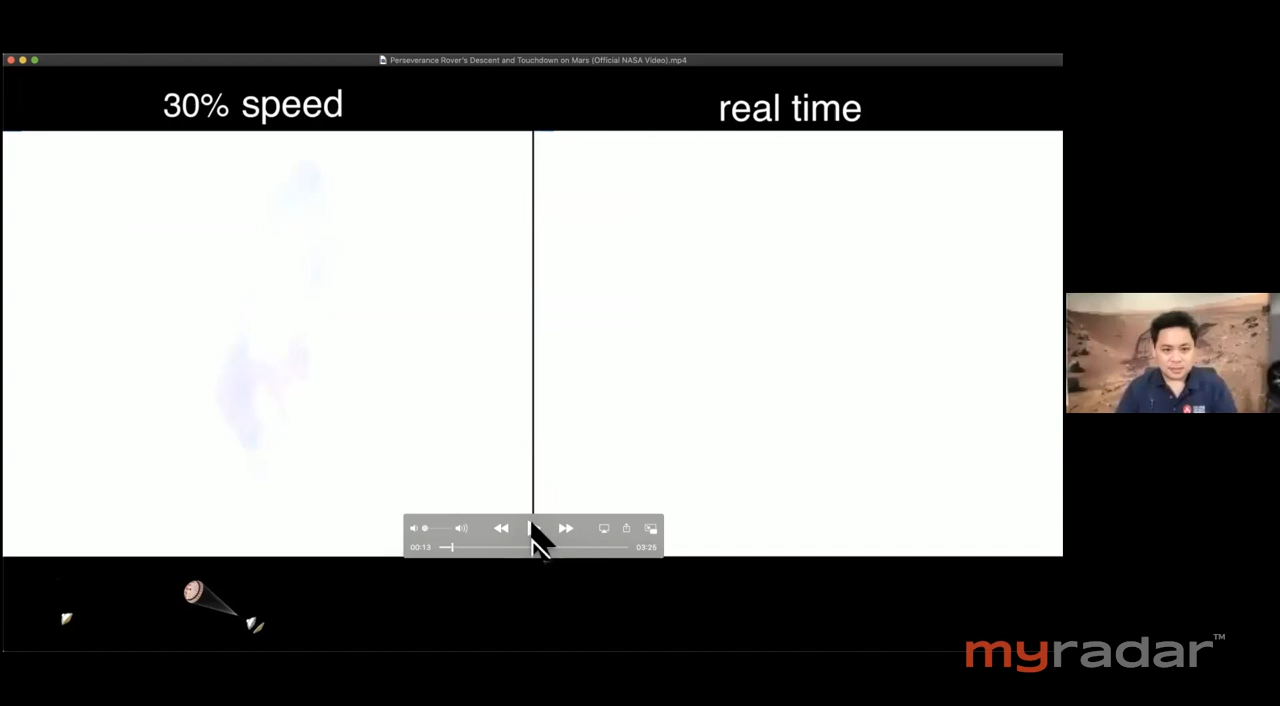 Perseverance Rover's Descent and Touchdown on Mars (Official NASA Video).mp4
30% speed
real time
00:13
03:25
myradar™